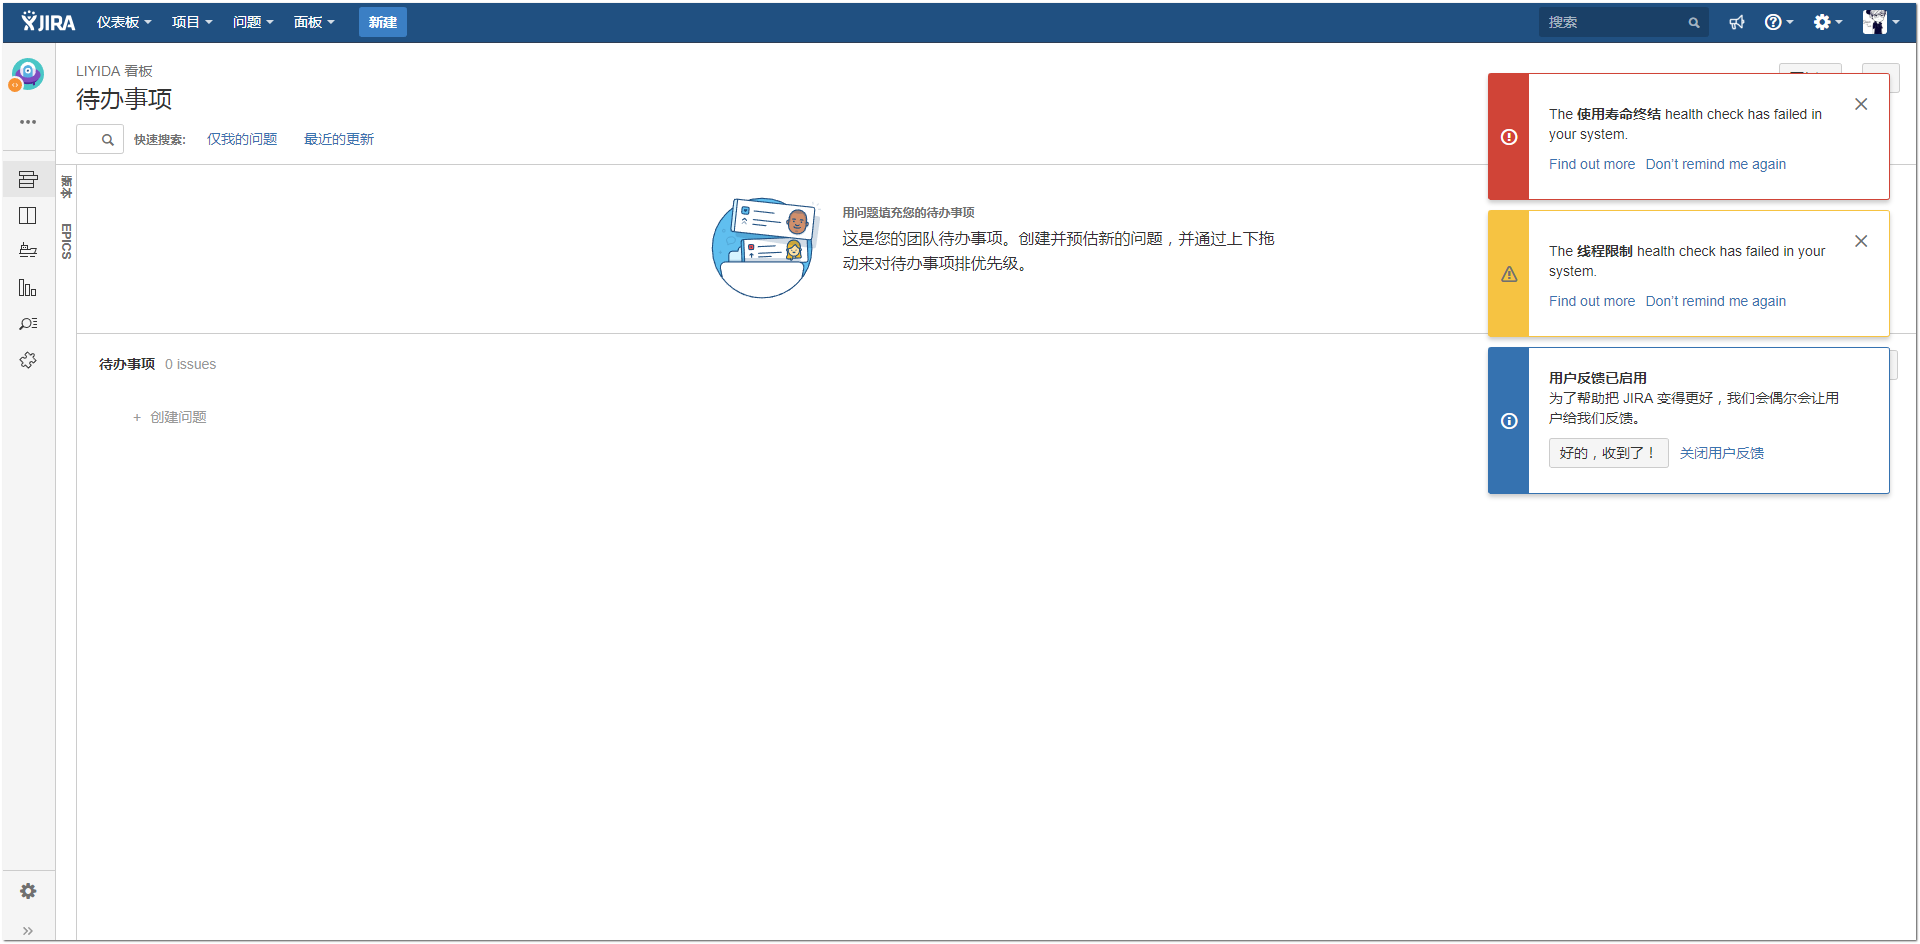 JIRA 仪表板 项目 问题 面板 新建 搜索
LIYIDA 看板
待办事项
快速搜索: 仅我的问题 最近的更新
版本
EPICS
用问题填充您的待办事项
这是您的团队待办事项。创建并预估新的问题，并通过上下拖
动来对待办事项排优先级。
待办事项 0 issues
+ 创建问题
The 使用寿命终结 health check has failed in
your system.
Find out more Don't remind me again
The 线程限制 health check has failed in your
system.
Find out more Don't remind me again
用户反馈已启用
为了帮助把 JIRA 变得更好，我们会偶尔会让用
户给我们反馈。
好的，收到了！ 关闭用户反馈